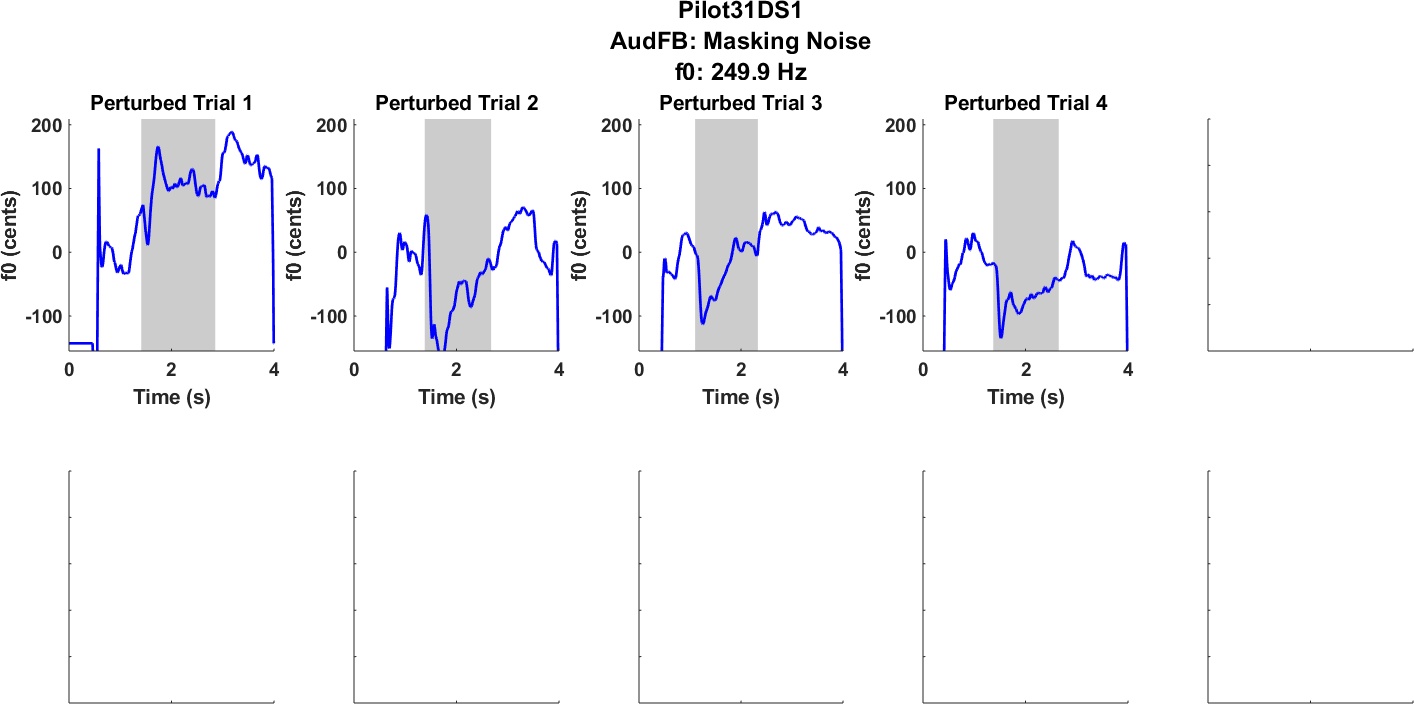 Pilot31DS1
AudFB: Masking Noise
f0: 249.9 Hz
Perturbed Trial 1
Perturbed Trial 2
Perturbed Trial 3
Perturbed Trial 4
f0 (cents)
200
100
0
-100
0
2
4
Time (s)
f0 (cents)
200
100
0
-100
0
2
4
Time (s)
f0 (cents)
200
100
0
-100
0
2
4
Time (s)
f0 (cents)
200
100
0
-100
0
2
4
Time (s)